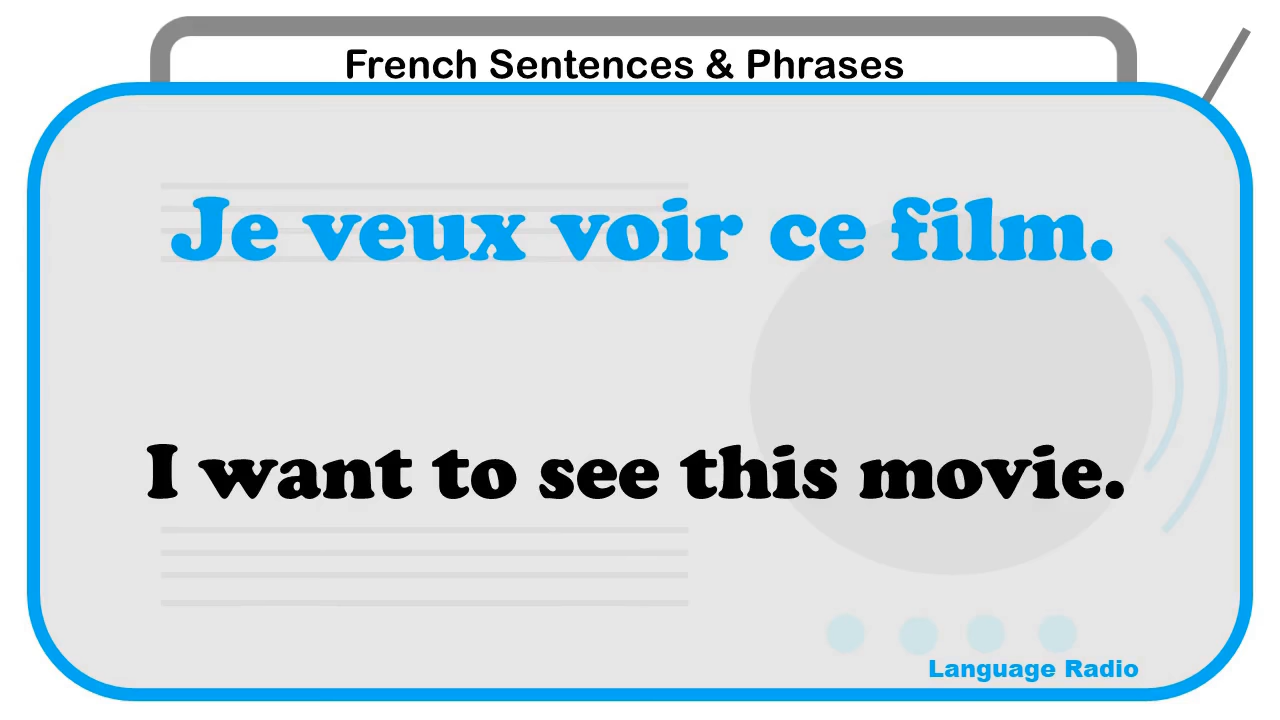 French Sentences & Phrases
Je veux voir ce film.
I want to see this movie.
Language Radio